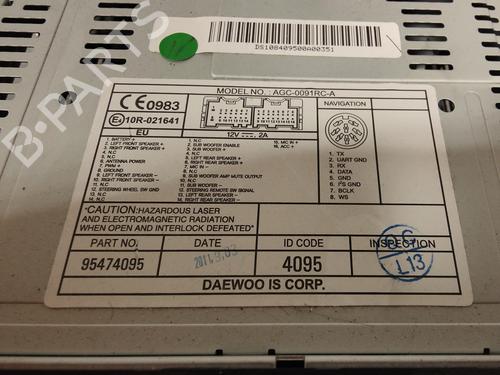 DS108409500A00351
MODEL NO.: AGC-0091RC-A
CE0983
E4 10R-021641
EU
12V 2A
NAVIGATION
1. BATTERY +
2. LEFT FRONT SPEAKER +
3. RIGHT FRONT SPEAKER +
4. N.C
5. N.C
6. ANTENNA POWER
7. PWM +
8. GROUND
9. LEFT FRONT SPEAKER -
10. RIGHT FRONT SPEAKER -
11. N.C
12. STEERING WHEEL SW GND
13. N.C
14. N.C
1. N.C
2. SUB WOOFER ENABLE
3. SUB WOOFER +
4. N.C
5. LEFT REAR SPEAKER +
6. RIGHT REAR SPEAKER +
7. MIC IN -
8. N.C
9. SUB WOOFER AMP MUTE OUTPUT
10. N.C
11. SUB WOOFER -
12. STEERING REMOTE SW SIGNAL
13. LEFT REAR SPEAKER -
14. RIGHT REAR SPEAKER -
15. MIC IN +
16. ACC +
1. TX
2. UART GND
3. RX
4. DATA
5. GND
6. I²S GND
7. BCLK
8. WS
"CAUTION:HAZARDOUS LASER
AND ELECTROMAGNETIC RADIATION
WHEN OPEN AND INTERLOCK DEFEATED"
PART NO DATE ID CODE INSPECTION
95474095 2011.3.03 4095
L13
DAEWOO IS CORP.
B-PARTS